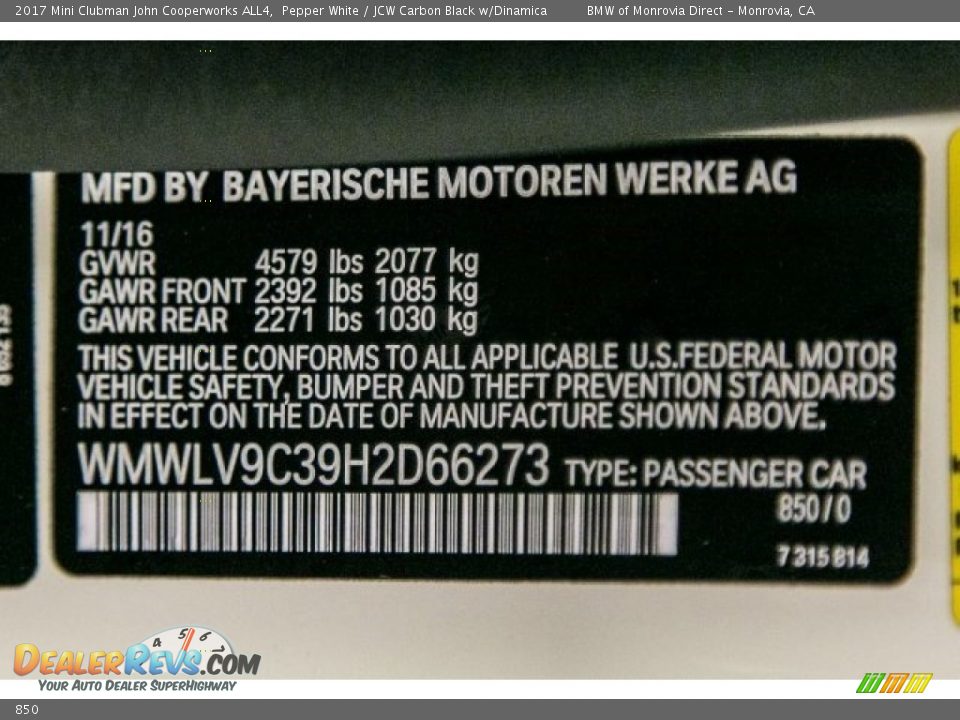 2017 Mini Clubman John Cooperworks ALL4, Pepper White / JCW Carbon Black w/Dinamica BMW of Monrovia Direct - Monrovia, CA
MFD BY BAYERISCHE MOTOREN WERKE AG
11/16
GVWR 4579 lbs 2077 kg
GAWR FRONT 2392 lbs 1085 kg
GAWR REAR 2271 lbs 1030 kg
THIS VEHICLE CONFORMS TO ALL APPLICABLE U.S.FEDERAL MOTOR
VEHICLE SAFETY, BUMPER AND THEFT PREVENTION STANDARDS
IN EFFECT ON THE DATE OF MANUFACTURE SHOWN ABOVE.
WMWLV9C39H2D66273 TYPE: PASSENGER CAR
850/0
7 315 814
4 5 6
DEALERREVS.COM
YOUR AUTO DEALER SUPERHIGHWAY
850